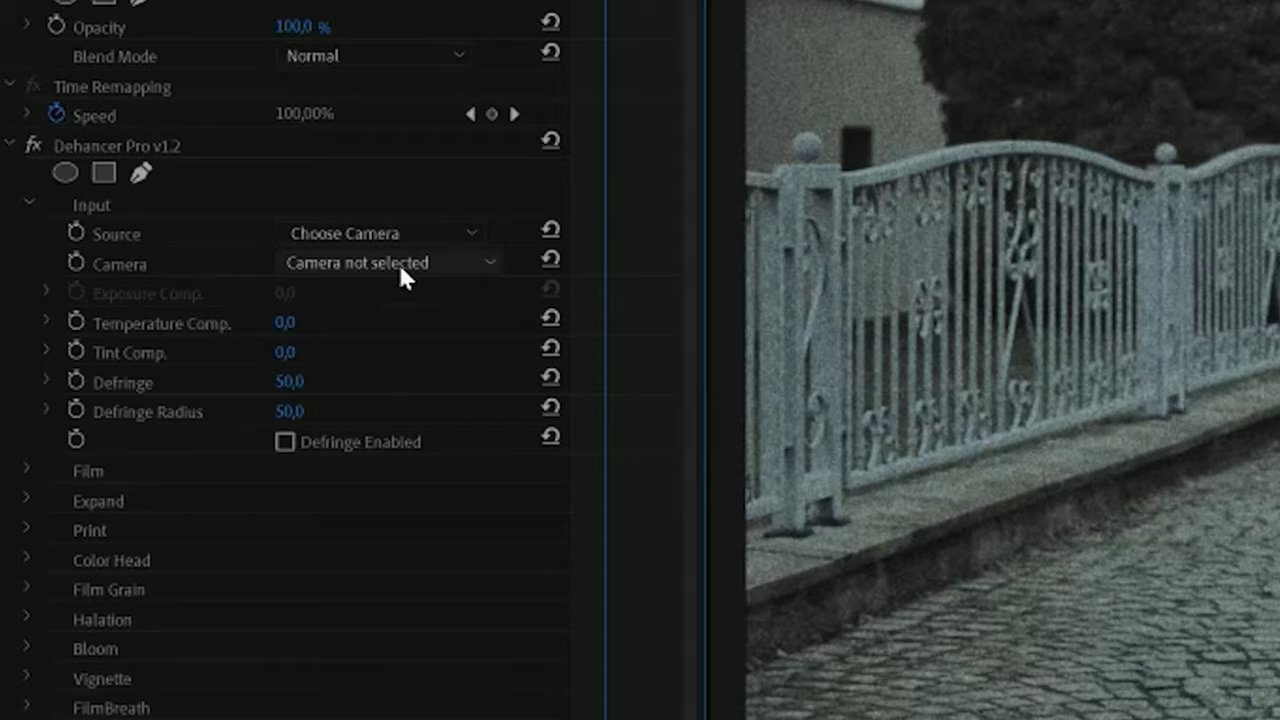 Opacity 100,0 %
Blend Mode Normal
fx Time Remapping
Speed 100,00%
fx Dehancer Pro v1.2
Input
Source Choose Camera
Camera Camera not selected
Exposure Comp. 0,0
Temperature Comp. 0,0
Tint Comp. 0,0
Defringe 50,0
Defringe Radius 50,0
Defringe Enabled
Film
Expand
Print
Color Head
Film Grain
Halation
Bloom
Vignette
FilmBreath